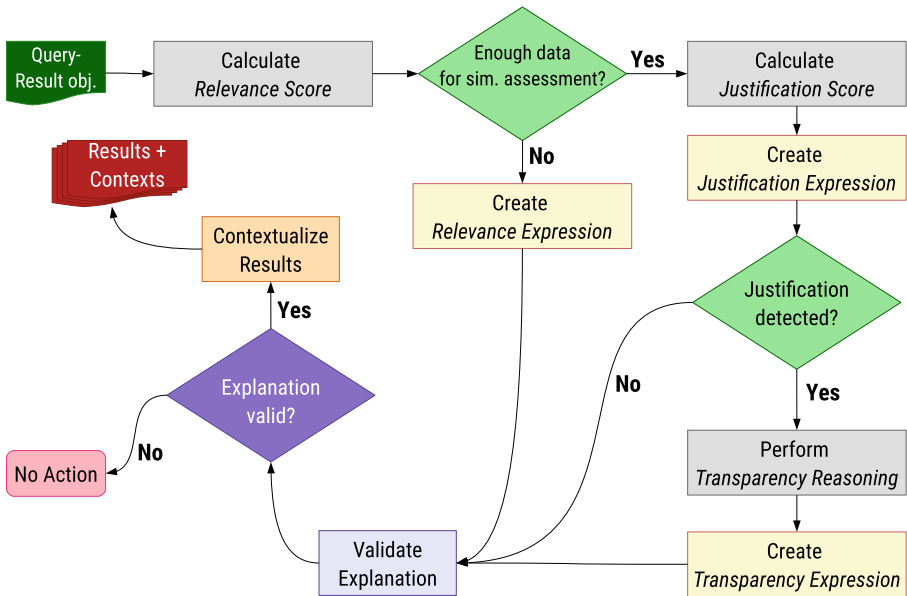 Query-
Result obj.
Calculate
Relevance Score
Enough data
for sim. assessment?
Yes
Calculate
Justification Score
No
Create
Relevance Expression
Create
Justification Expression
Results +
Contexts
Contextualize
Results
Justification
detected?
Yes
No
Yes
Explanation
valid?
No
No Action
Perform
Transparency Reasoning
Validate
Explanation
Create
Transparency Expression